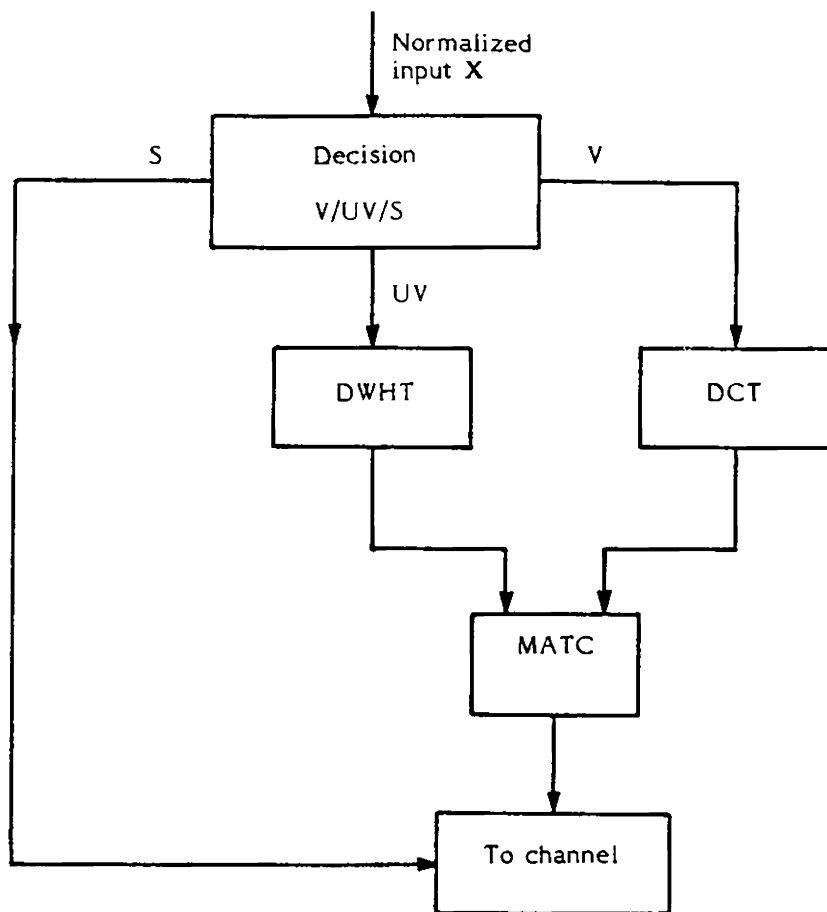 Normalized
input X
S
Decision
V
V/UV/S
UV
DWHT
DCT
MATC
To channel